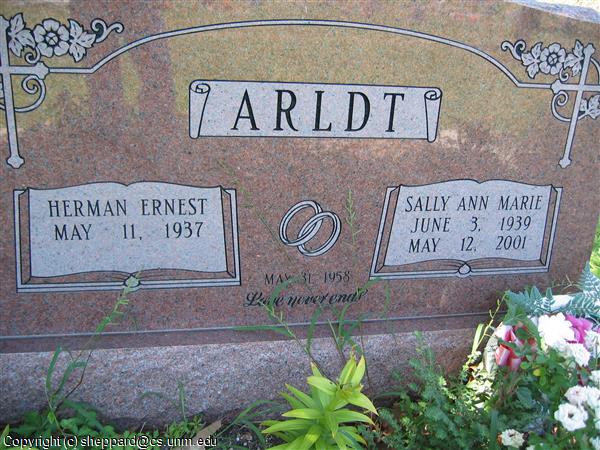 ARLDT
HERMAN ERNEST
MAY 11, 1937
SALLY ANN MARIE
JUNE 3, 1939
MAY 12, 2001
MAY 31 1958
Love never ends
Copyright (c) sheppard@cs.unm.edu